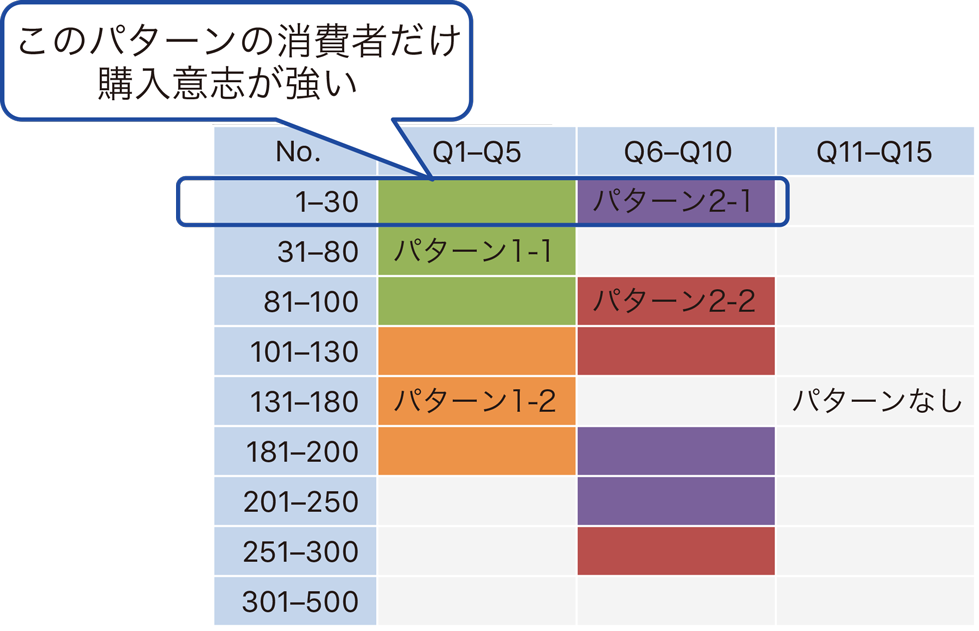 このパターンの消費者だけ
購入意志が強い
No. Q1–Q5 Q6–Q10 Q11–Q15
1–30 パターン2-1
31–80 パターン1-1
81–100 パターン2-2
101–130
131–180 パターン1-2 パターンなし
181–200
201–250
251–300
301–500